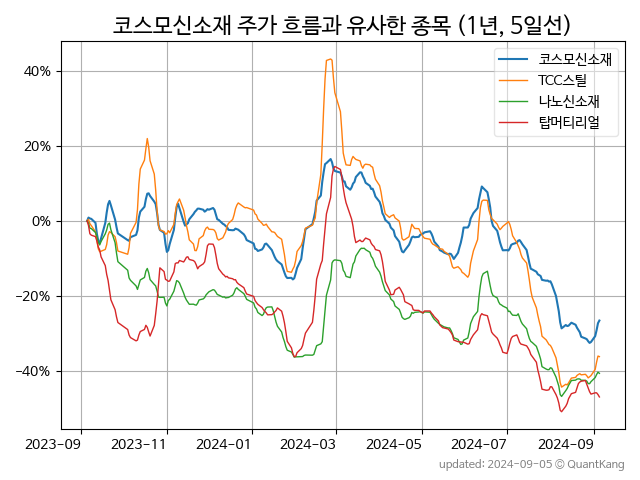 코스모신소재 주가 흐름과 유사한 종목 (1년, 5일선)
코스모신소재
TCC스틸
나노신소재
탑머티리얼
40%
20%
0%
−20%
−40%
2023-09 2023-11 2024-01 2024-03 2024-05 2024-07 2024-09
updated: 2024-09-05 © QuantKang